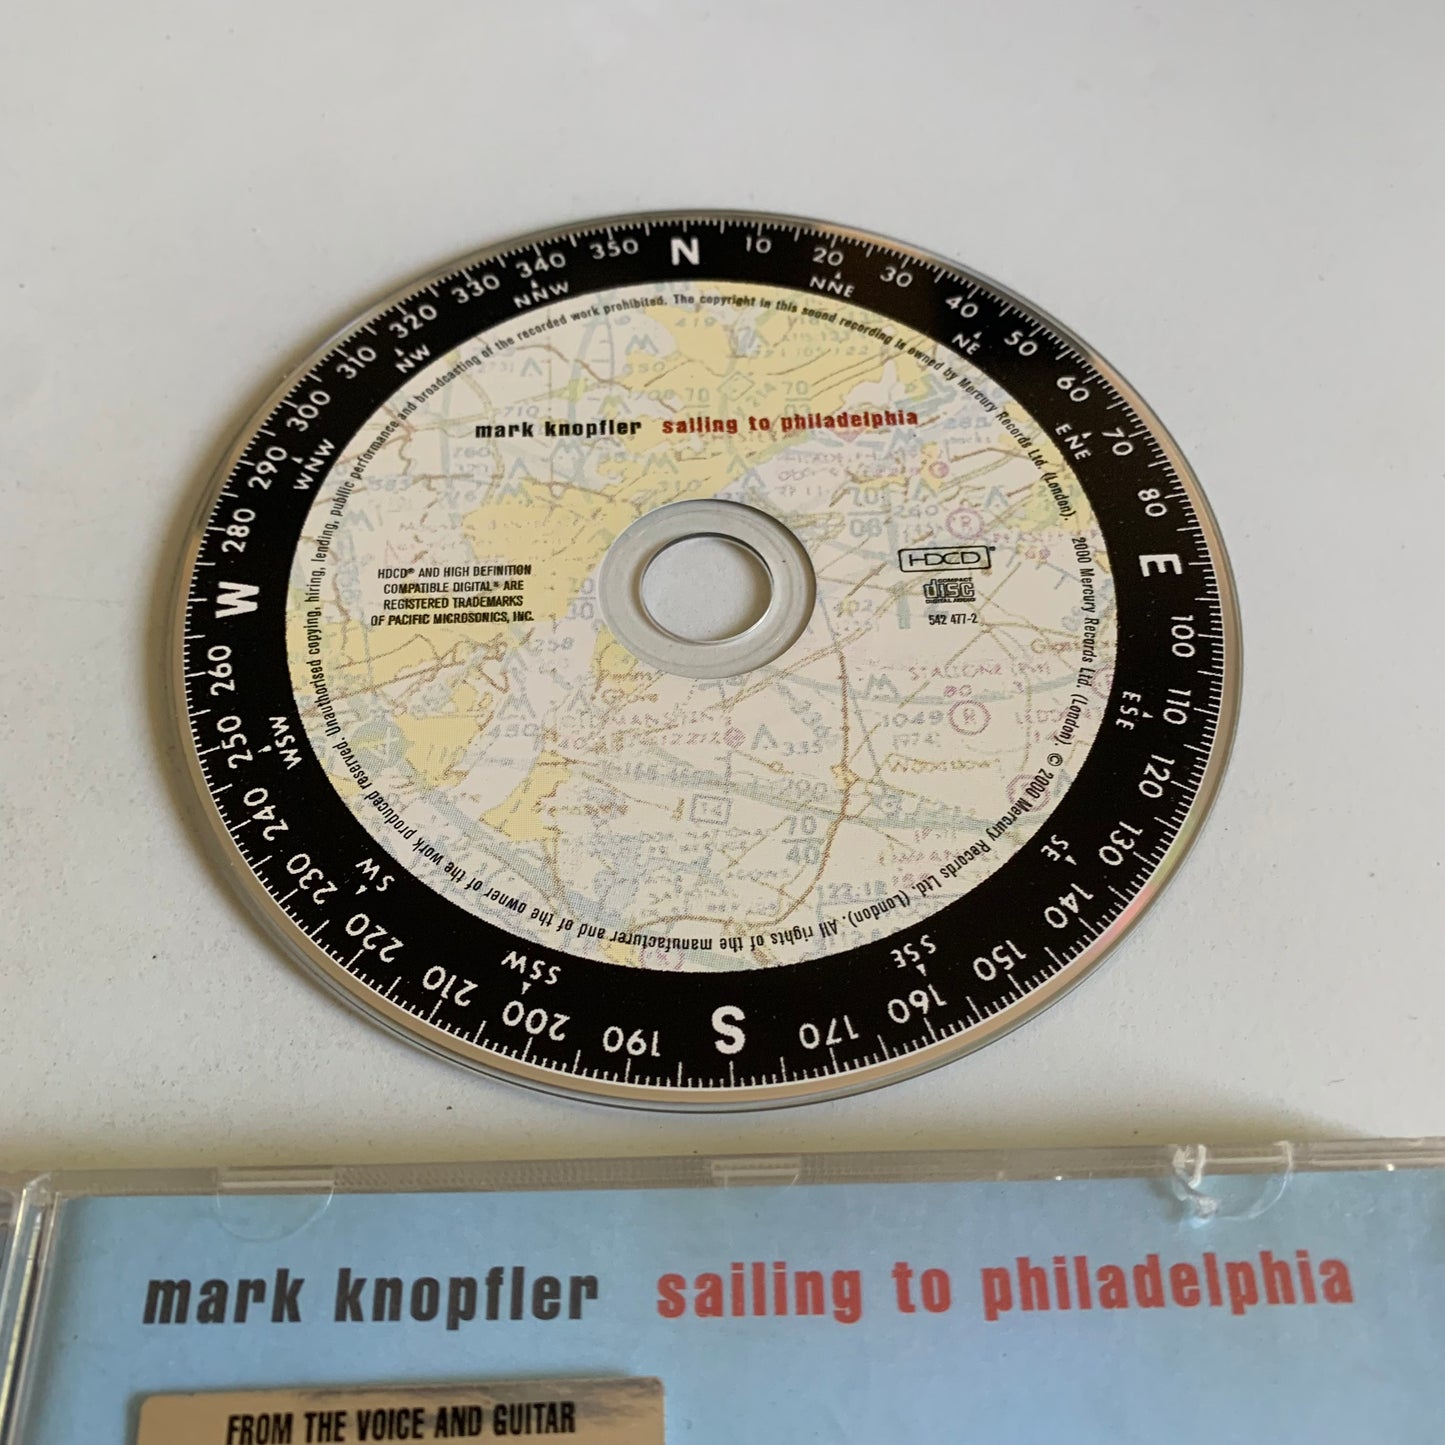 N 10 20 30 40 50 60 70 80 E 100 110 120 130 140 150 160 170 S 190 200 210 220 230 240 250 260 W 280 290 300 310 320 330 340 350
NNE NE ENE ESE SE SSE SSW SW WSW WNW NW NNW
2000 Mercury Records Ltd. (London). © 2000 Mercury Records Ltd. (London). All rights of the manufacturer and of the owner of the work produced reserved. Unauthorised copying, hiring, lending, public performance and broadcasting of the recorded work prohibited. The copyright in this sound recording is owned by Mercury Records Ltd. (London).
mark knopfler sailing to philadelphia
HDCD® AND HIGH DEFINITION
COMPATIBLE DIGITAL® ARE
REGISTERED TRADEMARKS
OF PACIFIC MICROSONICS, INC.
HDCD®
COMPACT
disc
DIGITAL AUDIO
542 477-2
mark knopfler sailing to philadelphia
FROM THE VOICE AND GUITAR